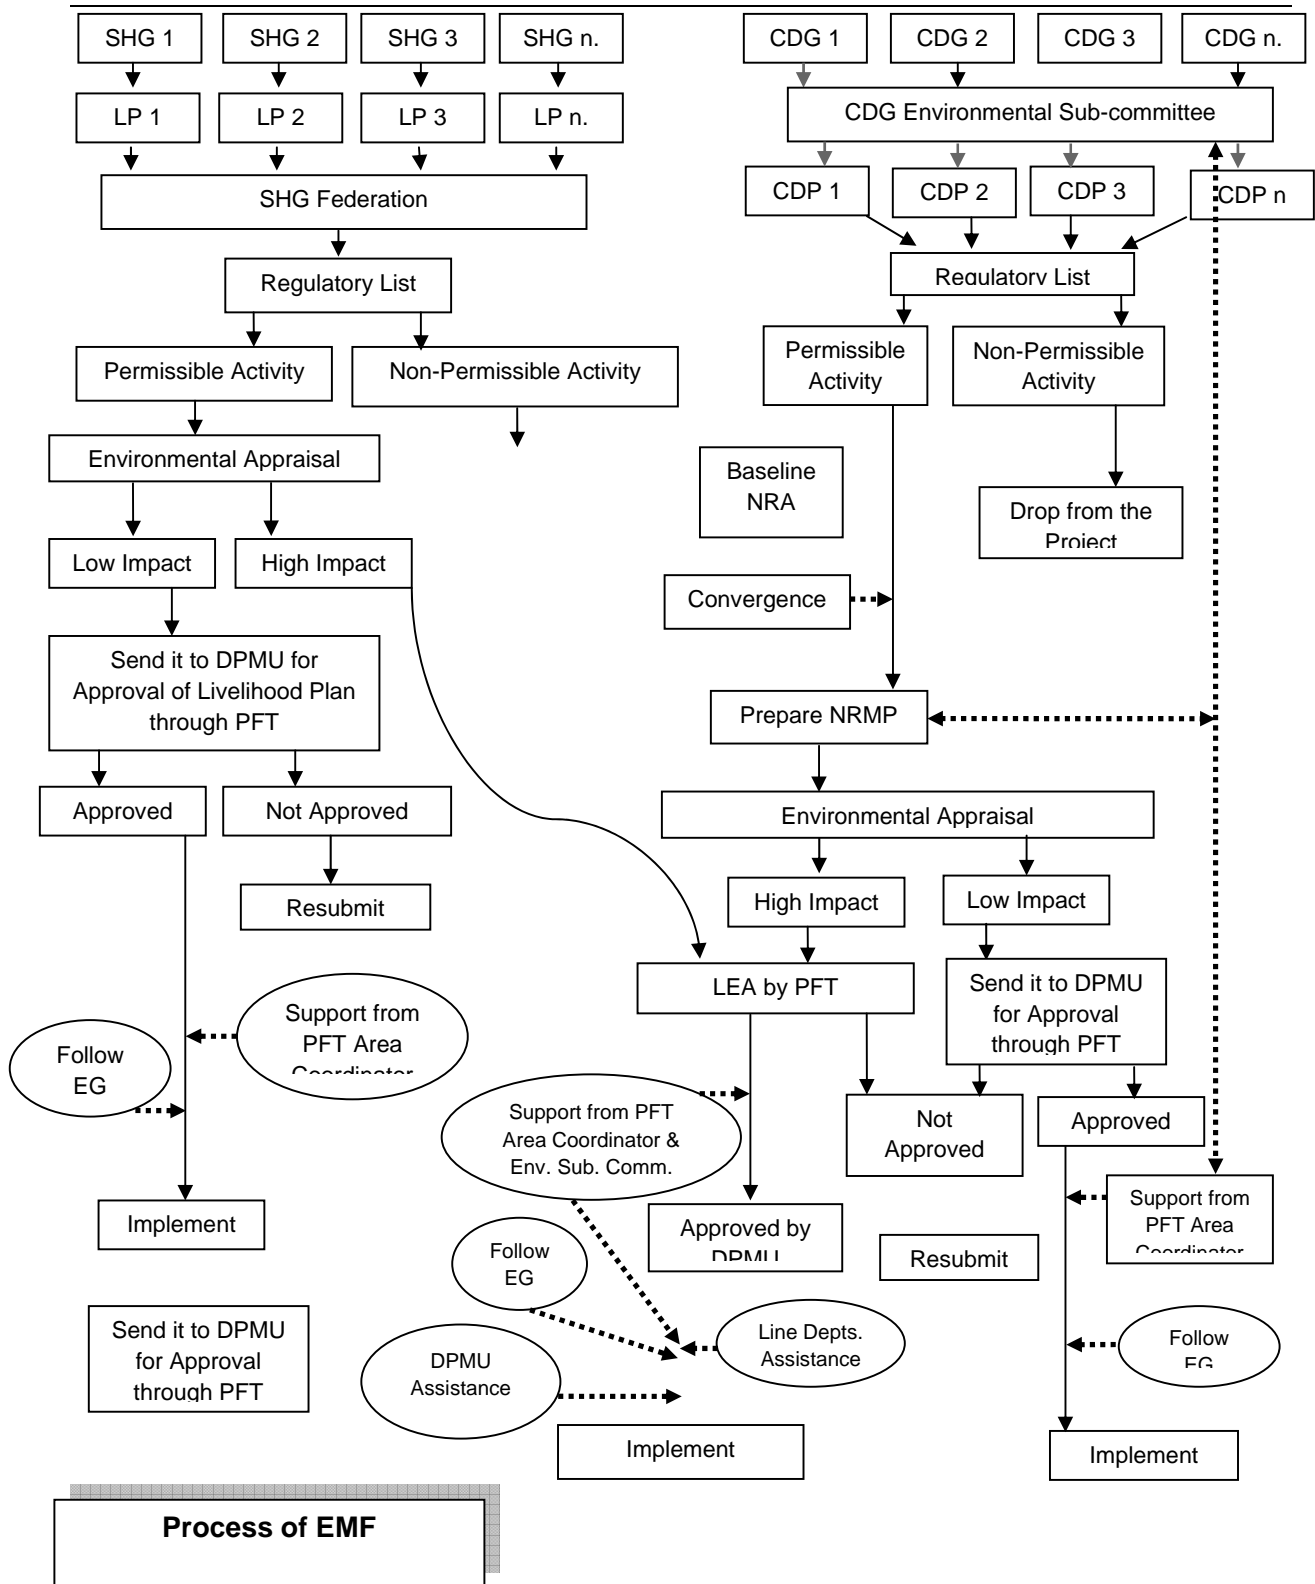 SHG 1
SHG 2
SHG 3
SHG n.
CDG 1
CDG 2
CDG 3
CDG n.
LP 1
LP 2
LP 3
LP n.
CDG Environmental Sub-committee
SHG Federation
CDP 1
CDP 2
CDP 3
CDP n
Regulatory List
Regulatory List
Permissible Activity
Non-Permissible Activity
Permissible
Activity
Non-Permissible
Activity
Environmental Appraisal
Baseline
NRA
Drop from the
Project
Low Impact
High Impact
Convergence
Send it to DPMU for
Approval of Livelihood Plan
through PFT
Prepare NRMP
Approved
Not Approved
Environmental Appraisal
Resubmit
High Impact
Low Impact
LEA by PFT
Send it to DPMU
for Approval
through PFT
Support from
PFT Area
Coordinator
Follow
EG
Support from PFT
Area Coordinator &
Env. Sub. Comm.
Not
Approved
Approved
Implement
Approved by
DPMU
Support from
PFT Area
Coordinator
Follow
EG
Resubmit
Send it to DPMU
for Approval
through PFT
Line Depts.
Assistance
Follow
EG
DPMU
Assistance
Implement
Implement
Process of EMF